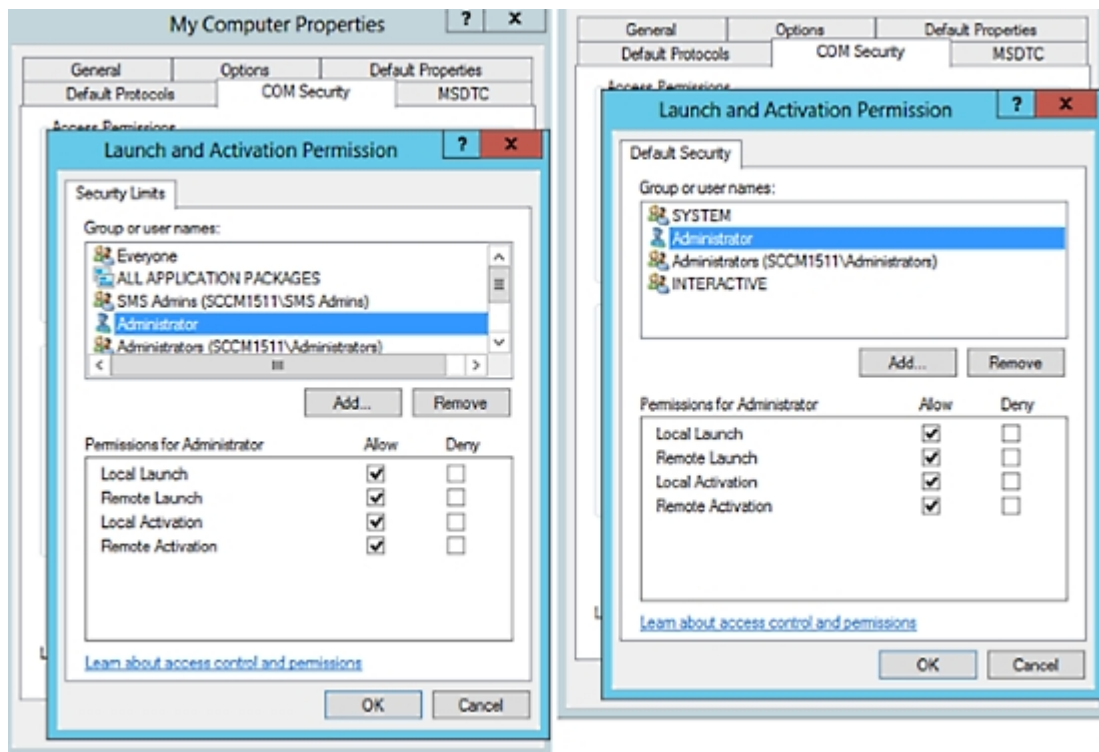 My Computer Properties
? x
General Options Default Properties
Default Protocols COM Security MSDTC
Access Permissions
Launch and Activation Permission
? x
Security Limits
Group or user names:
Everyone
ALL APPLICATION PACKAGES
SMS Admins (SCCM1511\SMS Admins)
Administrator
Administrators (SCCM1511\Administrators)
Add... Remove
Permissions for Administrator Allow Deny
Local Launch
Remote Launch
Local Activation
Remote Activation
Learn about access control and permissions
OK Cancel
General Options Default Properties
Default Protocols COM Security MSDTC
Access Permissions
Launch and Activation Permission
? x
Default Security
Group or user names:
SYSTEM
Administrator
Administrators (SCCM1511\Administrators)
INTERACTIVE
Add... Remove
Permissions for Administrator Allow Deny
Local Launch
Remote Launch
Local Activation
Remote Activation
Learn about access control and permissions
OK Cancel